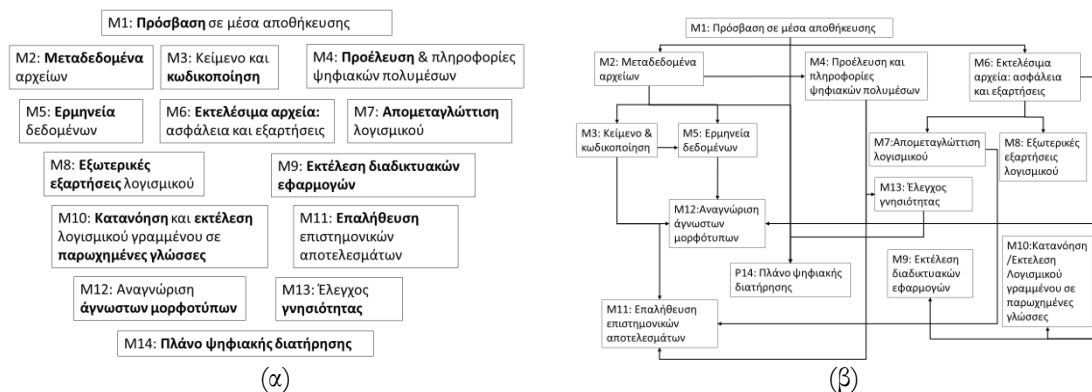 M1: Πρόσβαση σε μέσα αποθήκευσης
M2: Μεταδεδομένα
αρχείων
M3: Κείμενο και
κωδικοποίηση
M4: Προέλευση & πληροφορίες
ψηφιακών πολυμέσων
M5: Ερμηνεία
δεδομένων
M6: Εκτελέσιμα αρχεία:
ασφάλεια και εξαρτήσεις
M7: Απομεταγλώττιση
λογισμικού
M8: Εξωτερικές
εξαρτήσεις λογισμικού
M9: Εκτέλεση διαδικτυακών
εφαρμογών
M10: Κατανόηση και εκτέλεση
λογισμικού γραμμένου σε
παρωχημένες γλώσσες
M11: Επαλήθευση
επιστημονικών
αποτελεσμάτων
M12: Αναγνώριση
άγνωστων μορφότυπων
M13: Έλεγχος
γνησιότητας
M14: Πλάνο ψηφιακής διατήρησης
(α)
M1: Πρόσβαση σε μέσα αποθήκευσης
M2: Μεταδεδομένα
αρχείων
M4: Προέλευση και
πληροφορίες
ψηφιακών πολυμέσων
M6: Εκτελέσιμα
αρχεία: ασφάλεια
και εξαρτήσεις
M3: Κείμενο &
κωδικοποίηση
M5: Ερμηνεία
δεδομένων
M7:Απομεταγλώττιση
λογισμικού
M8: Εξωτερικές
εξαρτήσεις
λογισμικού
M13: Έλεγχος
γνησιότητας
M12:Αναγνώριση
άγνωστων
μορφότυπων
P14: Πλάνο ψηφιακής
διατήρησης
M9: Εκτέλεση
διαδικτυακών
εφαρμογών
M10:Κατανόηση
/Εκτελεση
Λογισμικού
γραμμένου σε
παρωχημένες
γλώσσες
M11: Επαλήθευση
επιστημονικών
αποτελεσμάτων
(β)